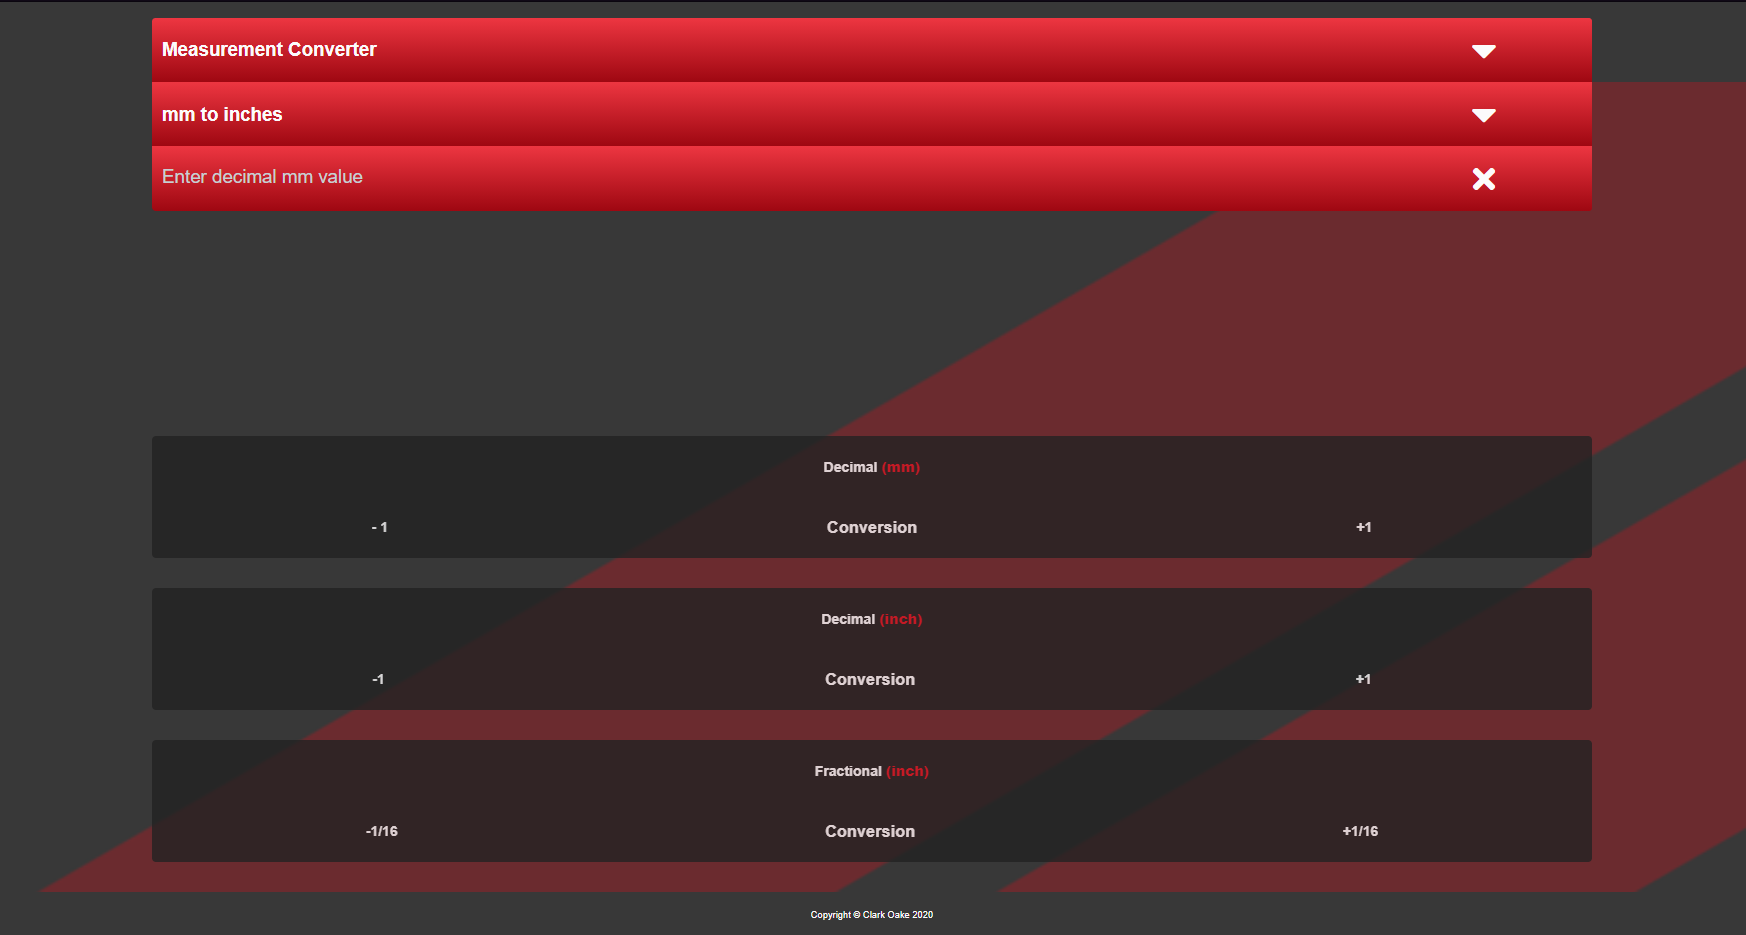 Measurement Converter
mm to inches
Enter decimal mm value
Decimal (mm)
- 1 Conversion +1
Decimal (inch)
-1 Conversion +1
Fractional (inch)
-1/16 Conversion +1/16
Copyright © Clark Oake 2020